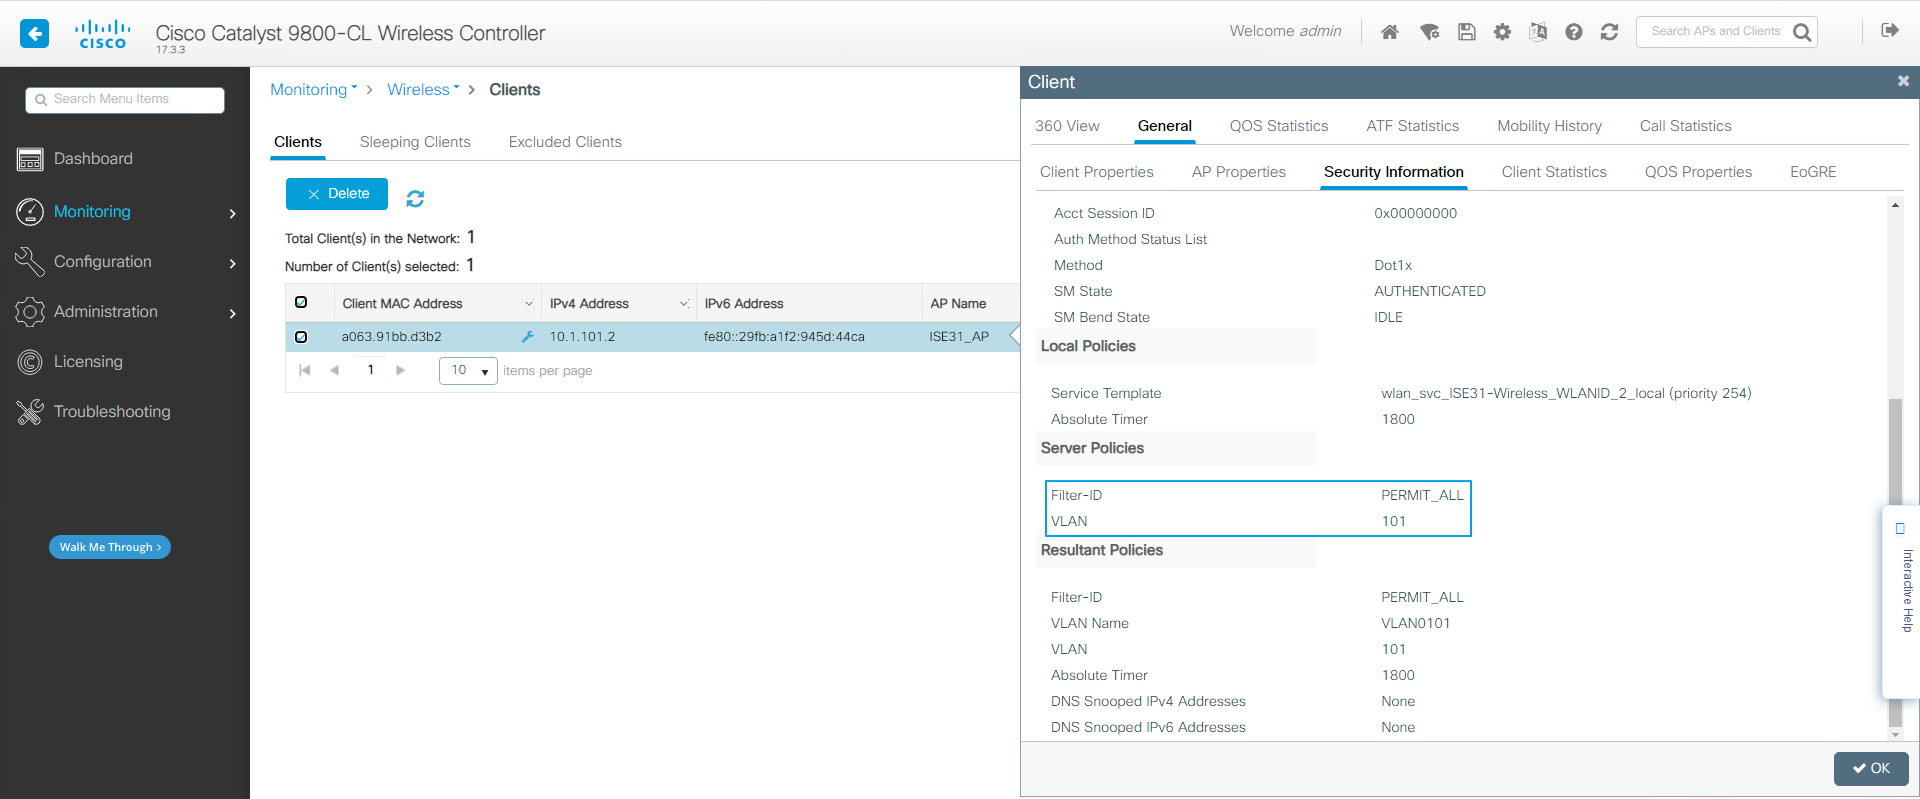 cisco
Cisco Catalyst 9800-CL Wireless Controller
17.3.3
Welcome admin
Search APs and Clients
Search Menu Items
Dashboard
Monitoring
Configuration
Administration
Licensing
Troubleshooting
Walk Me Through >
Monitoring > Wireless > Clients
Clients Sleeping Clients Excluded Clients
× Delete
Total Client(s) in the Network: 1
Number of Client(s) selected: 1
Client MAC Address IPv4 Address IPv6 Address AP Name
a063.91bb.d3b2 10.1.101.2 fe80::29fb:a1f2:945d:44ca ISE31_AP
1 10 items per page
Client
360 View General QOS Statistics ATF Statistics Mobility History Call Statistics
Client Properties AP Properties Security Information Client Statistics QOS Properties EoGRE
Acct Session ID 0x00000000
Auth Method Status List
Method Dot1x
SM State AUTHENTICATED
SM Bend State IDLE
Local Policies
Service Template wlan_svc_ISE31-Wireless_WLANID_2_local (priority 254)
Absolute Timer 1800
Server Policies
Filter-ID PERMIT_ALL
VLAN 101
Resultant Policies
Filter-ID PERMIT_ALL
VLAN Name VLAN0101
VLAN 101
Absolute Timer 1800
DNS Snooped IPv4 Addresses None
DNS Snooped IPv6 Addresses None
Interactive Help
OK